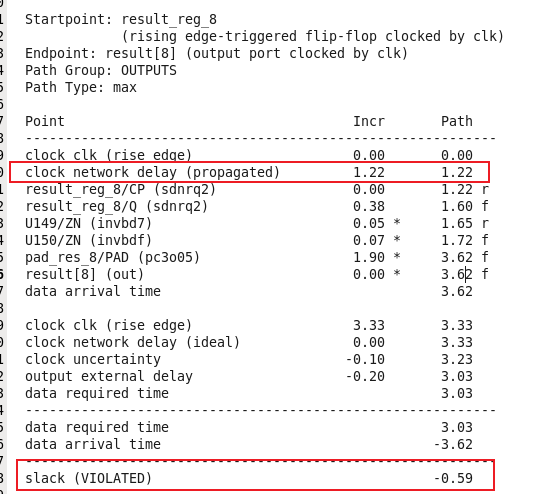 Startpoint: result_reg_8
(rising edge-triggered flip-flop clocked by clk)
Endpoint: result[8] (output port clocked by clk)
Path Group: OUTPUTS
Path Type: max
Point Incr Path
-----------------------------------------------------------
clock clk (rise edge) 0.00 0.00
clock network delay (propagated) 1.22 1.22
result_reg_8/CP (sdnrq2) 0.00 1.22 r
result_reg_8/Q (sdnrq2) 0.38 1.60 f
U149/ZN (invbd7) 0.05 * 1.65 r
U150/ZN (invbdf) 0.07 * 1.72 f
pad_res_8/PAD (pc3o05) 1.90 * 3.62 f
result[8] (out) 0.00 * 3.62 f
data arrival time 3.62
clock clk (rise edge) 3.33 3.33
clock network delay (ideal) 0.00 3.33
clock uncertainty -0.10 3.23
output external delay -0.20 3.03
data required time 3.03
-----------------------------------------------------------
data required time 3.03
data arrival time -3.62
-----------------------------------------------------------
slack (VIOLATED) -0.59